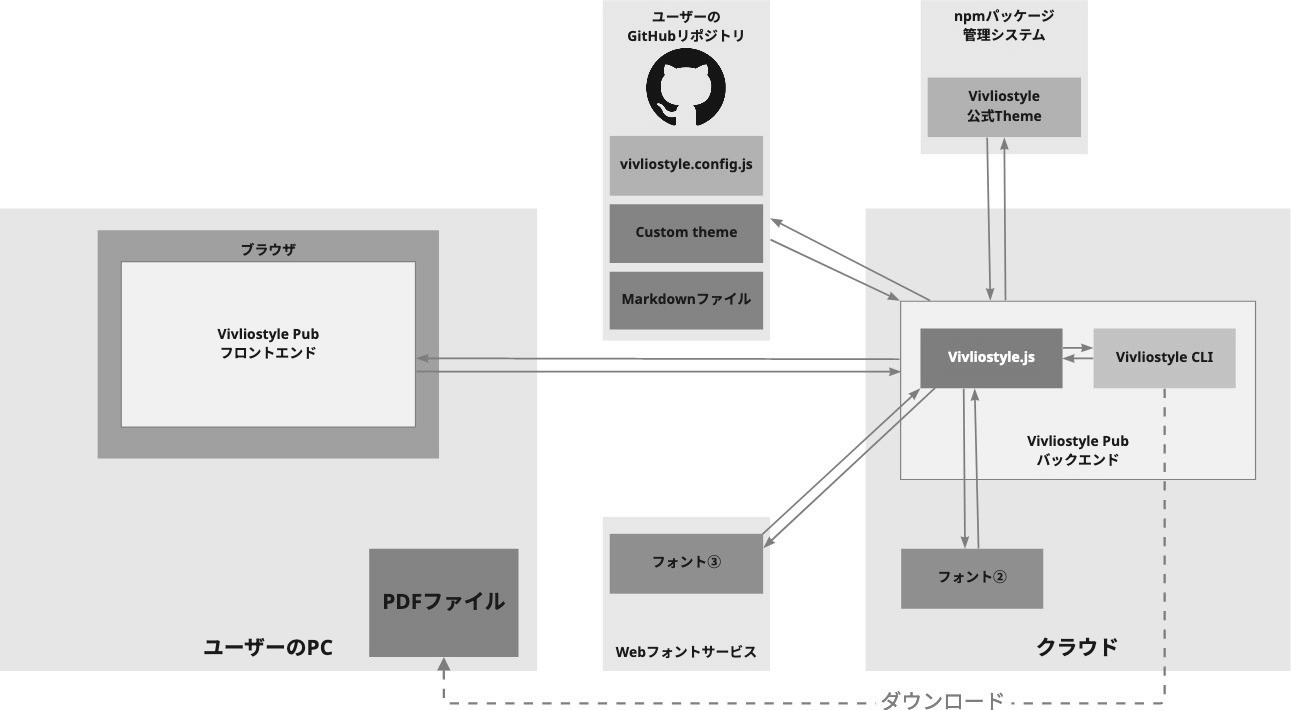 ユーザーの
GitHubリポジトリ
vivliostyle.config.js
Custom theme
Markdownファイル
npmパッケージ
管理システム
Vivliostyle
公式Theme
ブラウザ
Vivliostyle Pub
フロントエンド
PDFファイル
ユーザーのPC
フォント③
Webフォントサービス
Vivliostyle.js
Vivliostyle CLI
Vivliostyle Pub
バックエンド
フォント②
クラウド
ダウンロード